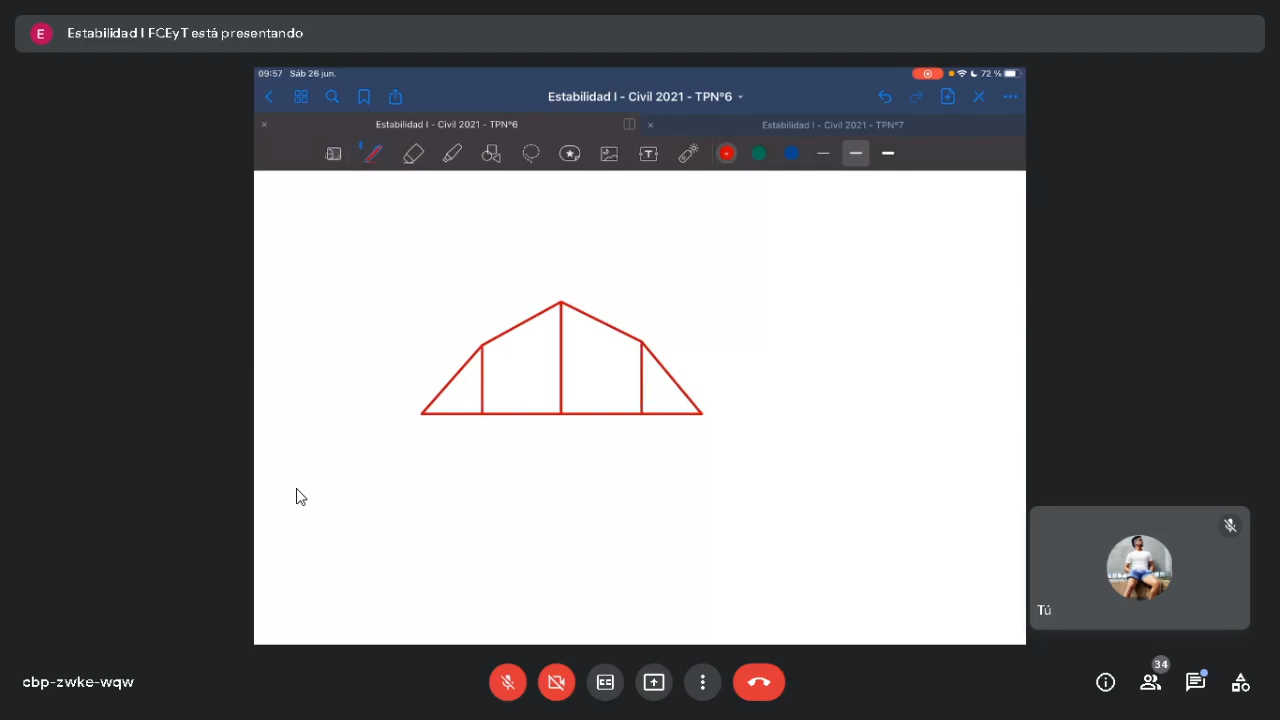 E Estabilidad I FCEyT está presentando
09:57 Sáb 26 jun. 72 %
Estabilidad I - Civil 2021 - TPN°6
Estabilidad I - Civil 2021 - TPN°6 Estabilidad I - Civil 2021 - TPN°7
Tú
cbp-zwke-wqw
34